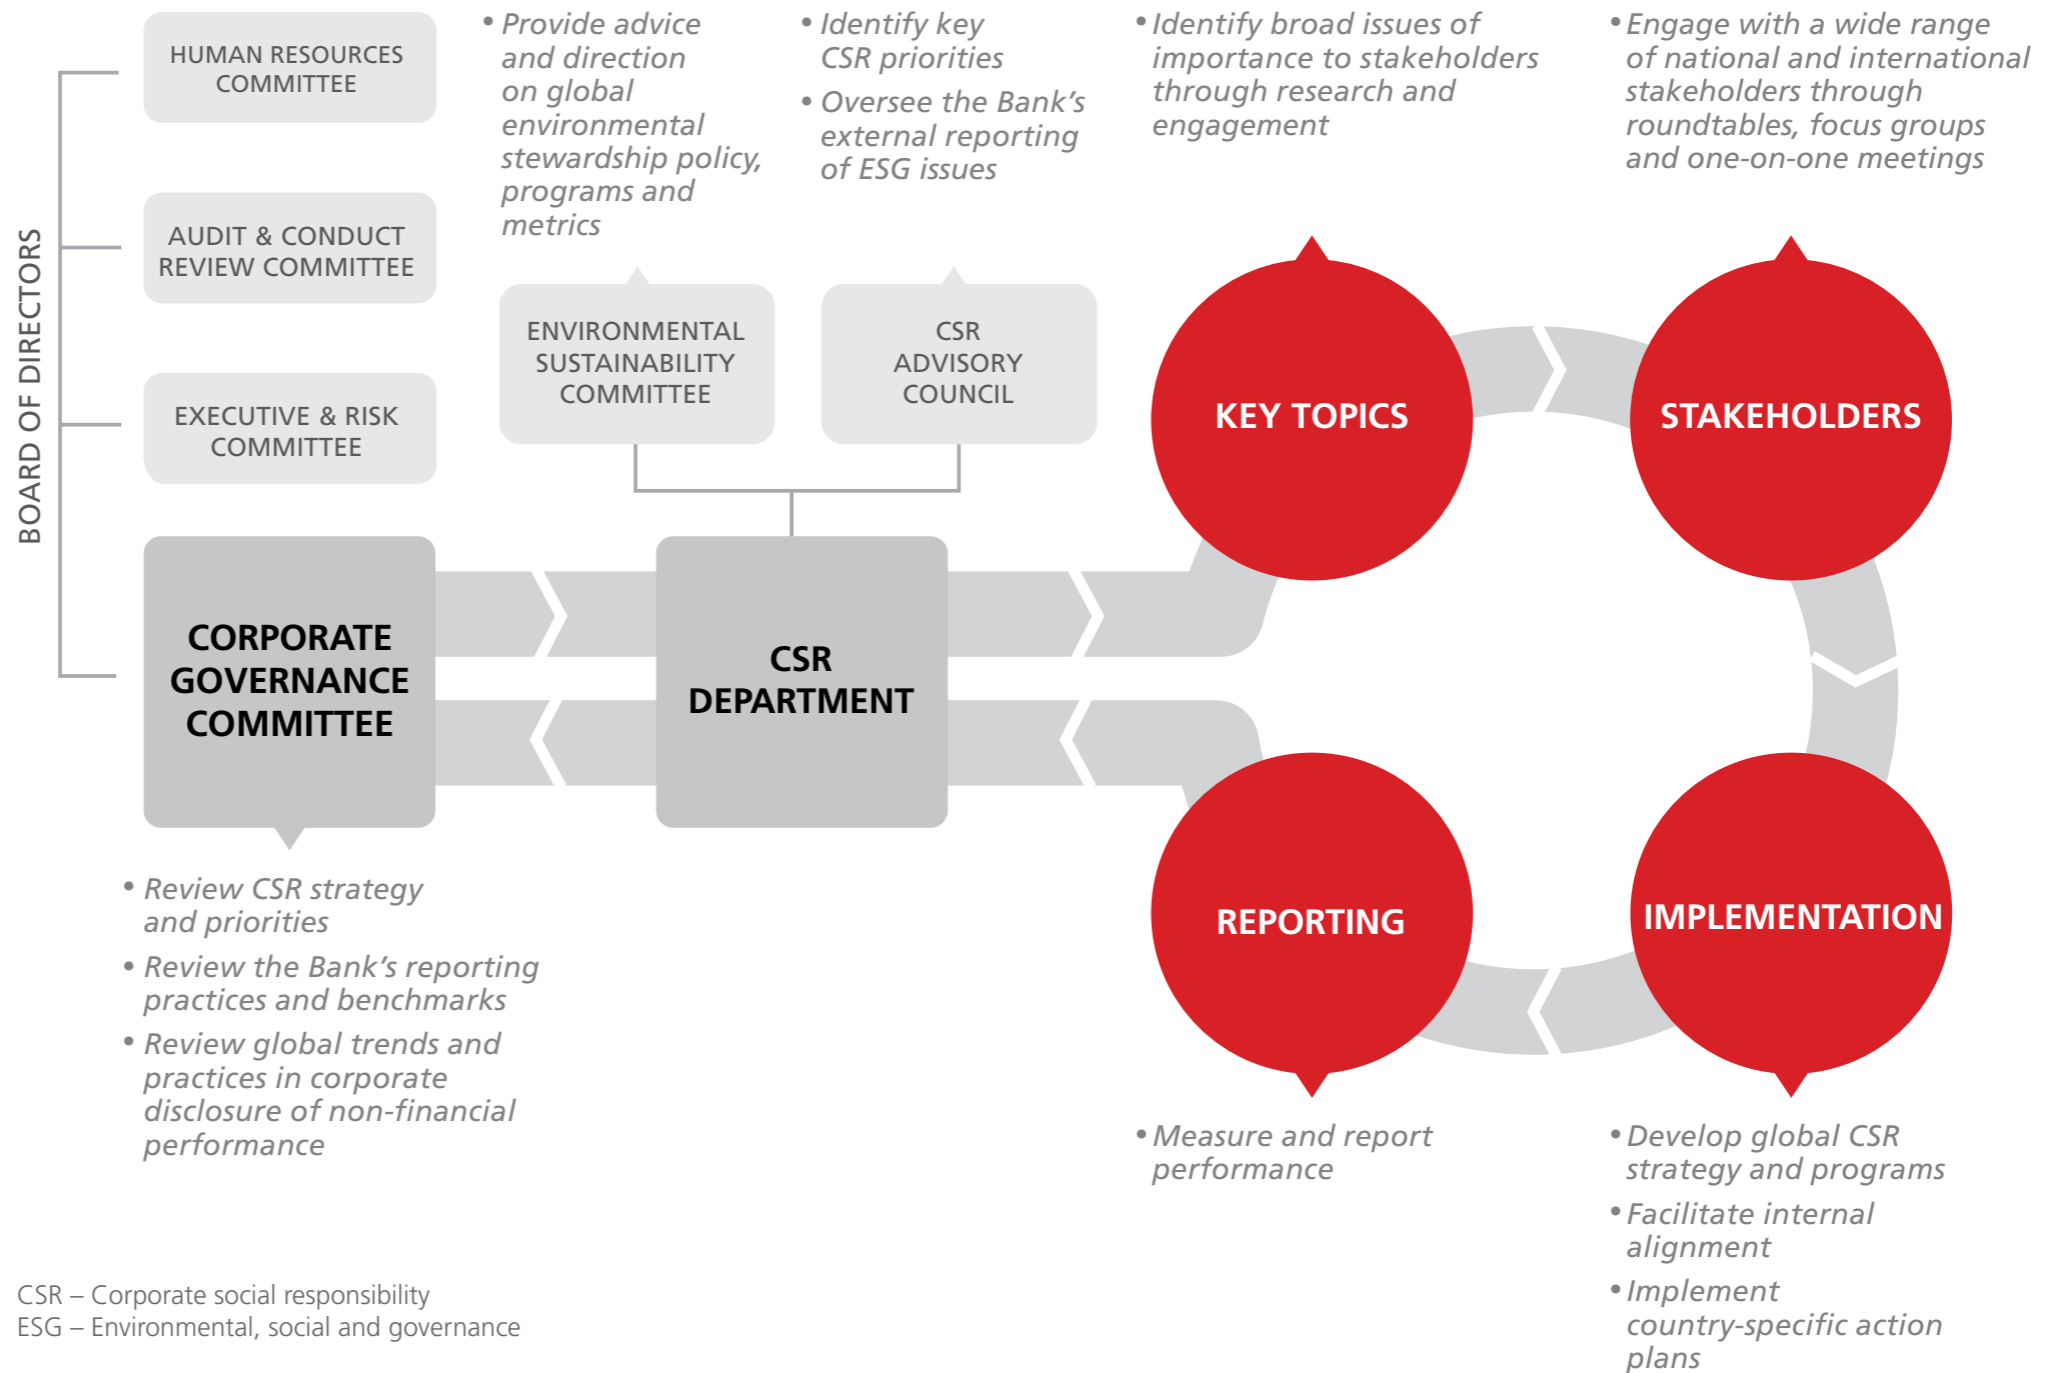 BOARD OF DIRECTORS
HUMAN RESOURCES
COMMITTEE
AUDIT & CONDUCT
REVIEW COMMITTEE
EXECUTIVE & RISK
COMMITTEE
CORPORATE
GOVERNANCE
COMMITTEE
• Review CSR strategy
and priorities
• Review the Bank’s reporting
practices and benchmarks
• Review global trends and
practices in corporate
disclosure of non-financial
performance
• Provide advice
and direction
on global
environmental
stewardship policy,
programs and
metrics
ENVIRONMENTAL
SUSTAINABILITY
COMMITTEE
• Identify key
CSR priorities
• Oversee the Bank’s
external reporting
of ESG issues
CSR
ADVISORY
COUNCIL
CSR
DEPARTMENT
• Identify broad issues of
importance to stakeholders
through research and
engagement
KEY TOPICS
• Engage with a wide range
of national and international
stakeholders through
roundtables, focus groups
and one-on-one meetings
STAKEHOLDERS
REPORTING
• Measure and report
performance
IMPLEMENTATION
• Develop global CSR
strategy and programs
• Facilitate internal
alignment
• Implement
country-specific action
plans
CSR – Corporate social responsibility
ESG – Environmental, social and governance